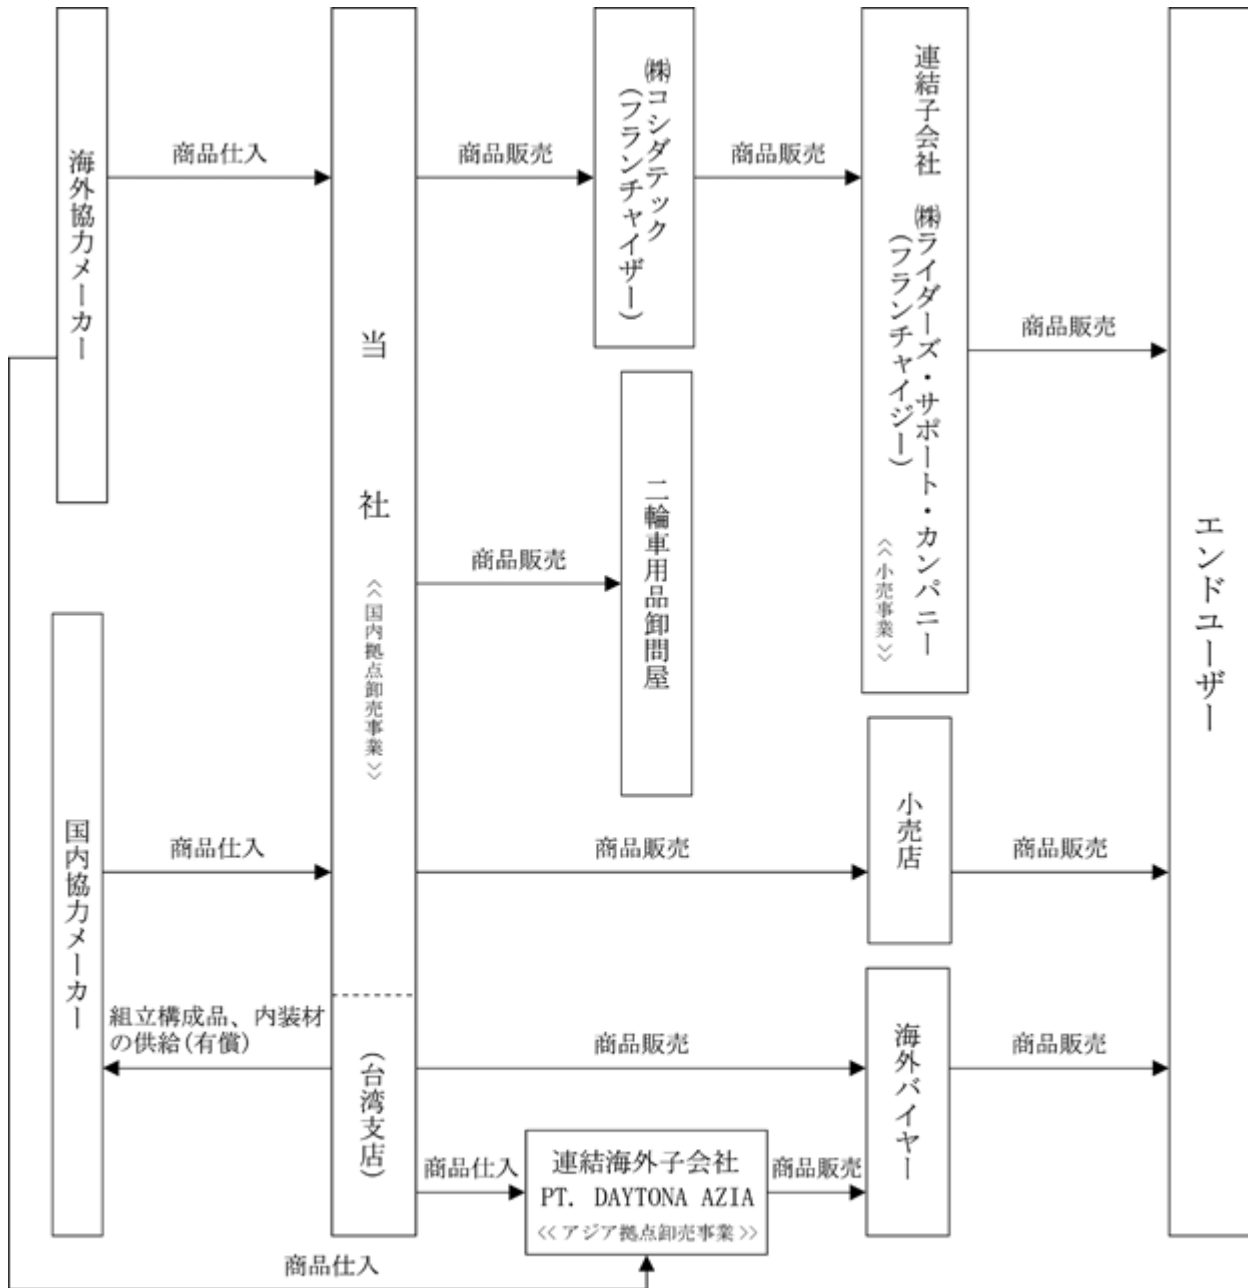 海外協力メーカー
商品仕入
当社
<<国内拠点卸売事業>>
商品販売
㈱コシダテック
(フランチャイザー)
商品販売
連結子会社 ㈱ライダーズ・サポート・カンパニー
(フランチャイジー)
<<小売事業>>
商品販売
エンドユーザー
商品販売
二輪車用品卸問屋
国内協力メーカー
商品仕入
商品販売
小売店
商品販売
組立構成品、内装材
の供給(有償)
(台湾支店)
商品販売
海外バイヤー
商品販売
商品仕入
連結海外子会社
PT. DAYTONA AZIA
<<アジア拠点卸売事業>>
商品販売
商品仕入